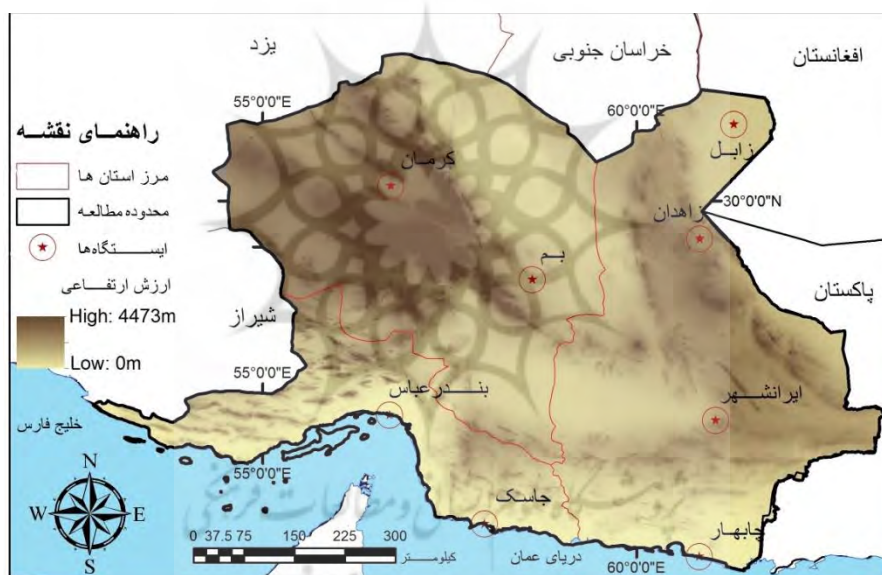 یزد
خراسان جنوبی
افغانستان
55°0'0"E
60°0'0"E
راهنمای نقشه
مرز استان ها
محدوده مطالعه
ایستگاه‌ها
ارزش ارتفاعی
High: 4473m
Low: 0m
کرمان
زابل
30°0'0"N
زاهدان
بم
پاکستان
شیراز
55°0'0"E
بندرعباس
ایرانشهر
خلیج فارس
55°0'0"E
جاسک
چابهار
N
W
E
S
0 37.5 75 150 225 300
کیلومتر
دریای عمان
60°0'0"E
و مطالعات فرهنگی